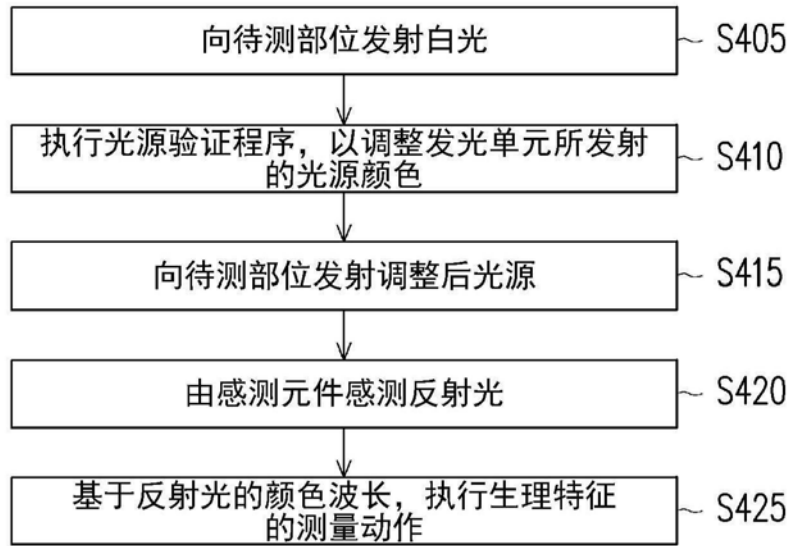 向待测部位发射白光
S405
执行光源验证程序，以调整发光单元所发射
的光源颜色
S410
向待测部位发射调整后光源
S415
由感测元件感测反射光
S420
基于反射光的颜色波长，执行生理特征
的测量动作
S425